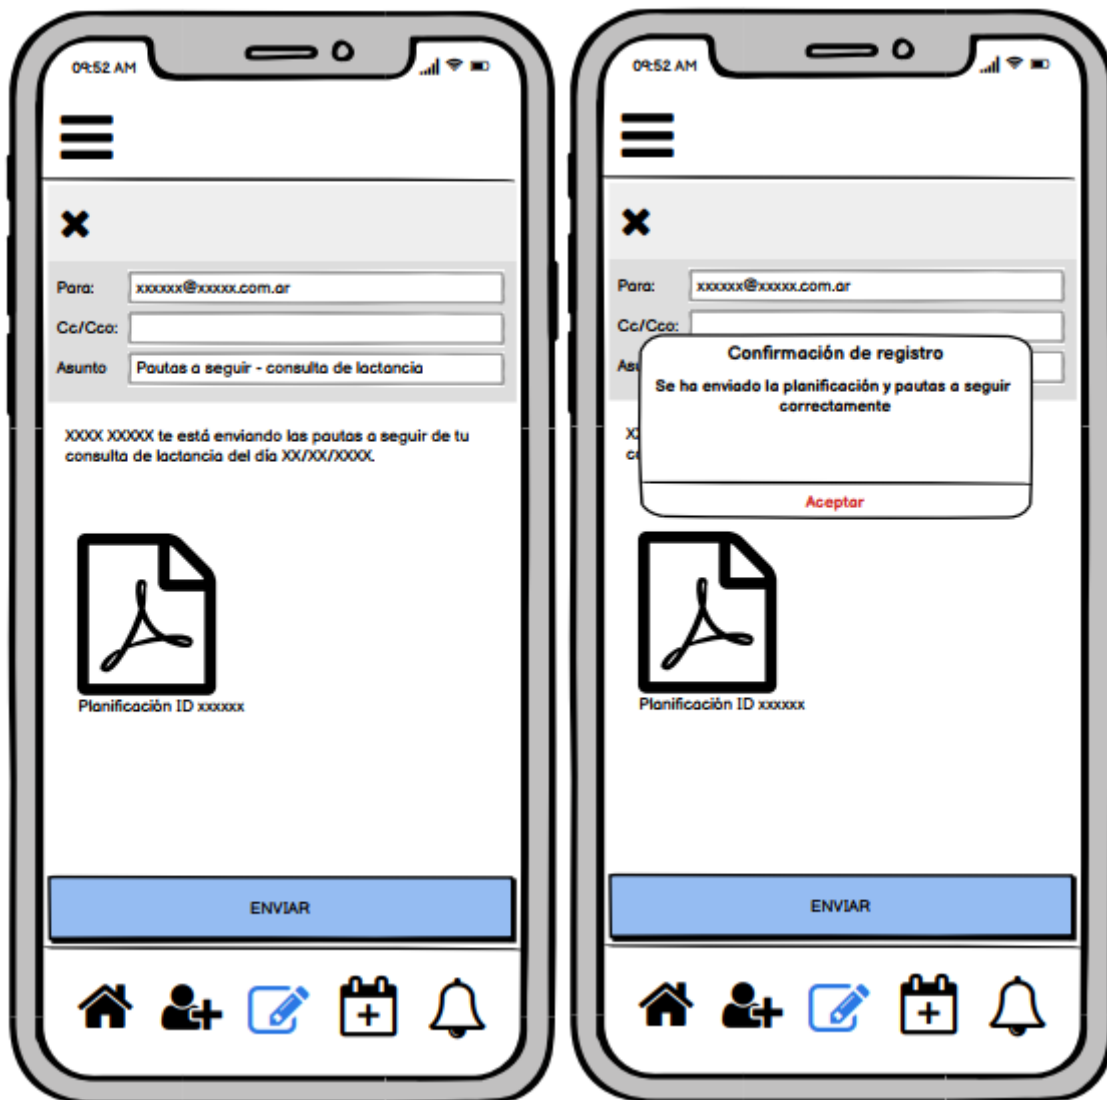 09:52 AM
Para:
xxxxxx@xxxxx.com.ar
Cc/Cco:
Asunto
Pautas a seguir - consulta de lactancia
XXXX XXXXX te está enviando las pautas a seguir de tu
consulta de lactancia del día XX/XX/XXXX.
Planificación ID xxxxxx
ENVIAR
09:52 AM
Para:
xxxxxx@xxxxx.com.ar
Cc/Cco:
Confirmación de registro
Se ha enviado la planificación y pautas a seguir
correctamente
Aceptar
Planificación ID xxxxxx
ENVIAR